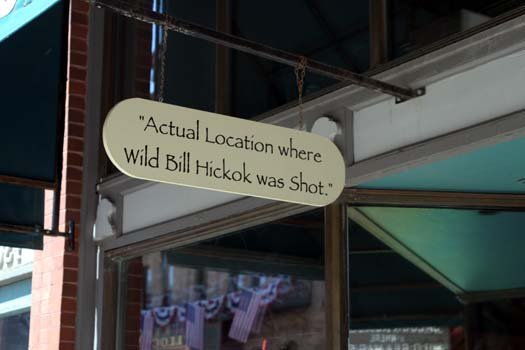 "Actual Location where
Wild Bill Hickok was Shot."